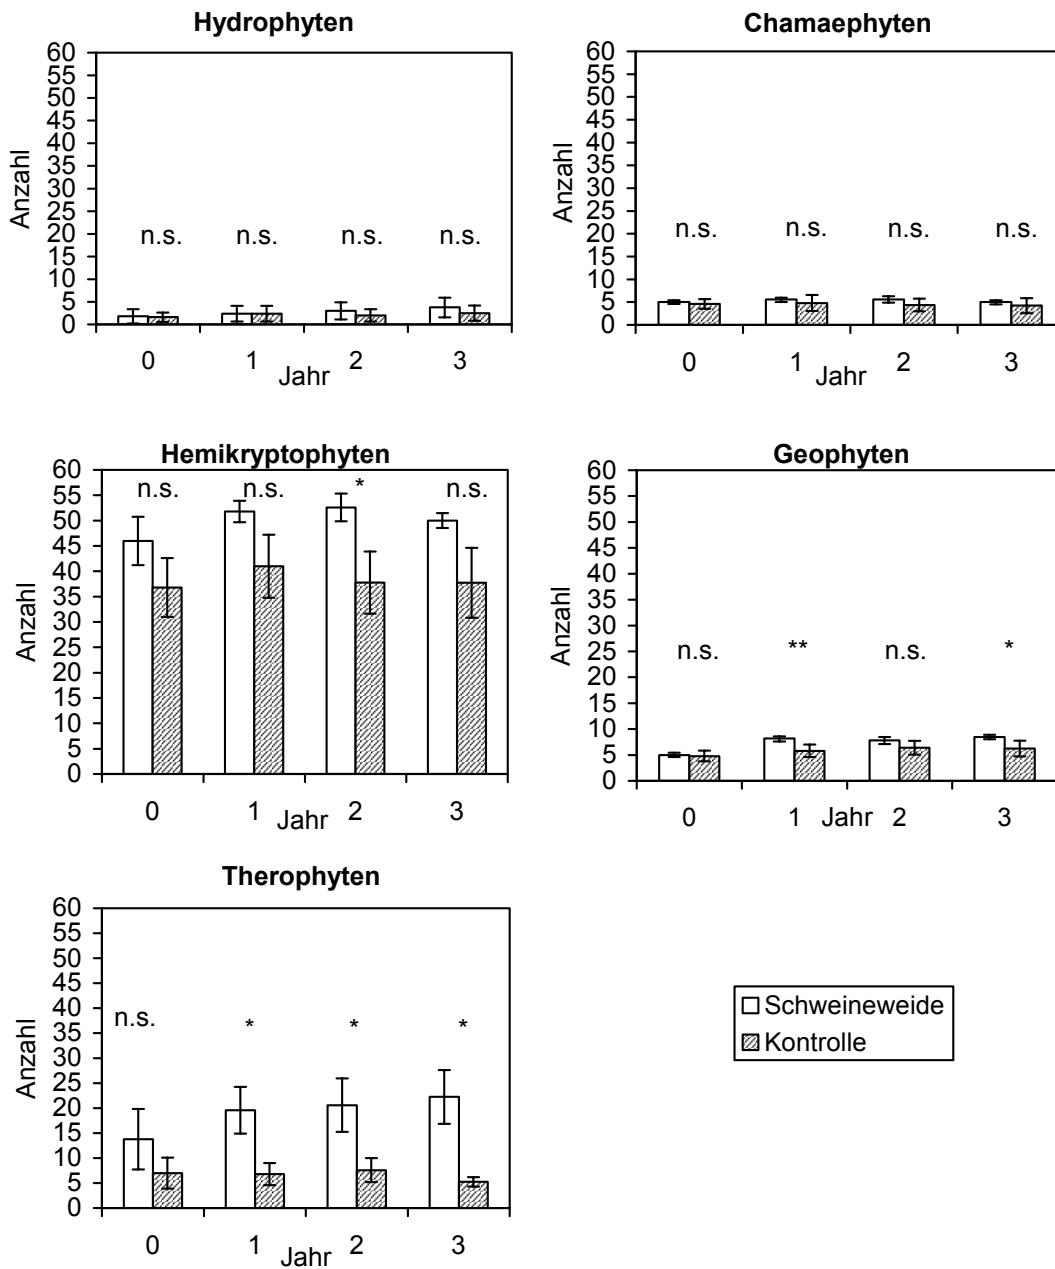 Hydrophyten
60
55
50
45
40
35
30
25
20
15
10
5
0
Anzahl
n.s. n.s. n.s. n.s.
0 1 2 3
Jahr
Chamaephyten
60
55
50
45
40
35
30
25
20
15
10
5
0
Anzahl
n.s. n.s. n.s. n.s.
0 1 2 3
Jahr
Hemikryptophyten
60
55
50
45
40
35
30
25
20
15
10
5
0
Anzahl
n.s. n.s. * n.s.
0 1 2 3
Jahr
Geophyten
60
55
50
45
40
35
30
25
20
15
10
5
0
Anzahl
n.s. ** n.s. *
0 1 2 3
Jahr
Therophyten
60
55
50
45
40
35
30
25
20
15
10
5
0
Anzahl
n.s. * * *
0 1 2 3
Jahr
Schweineweide
Kontrolle